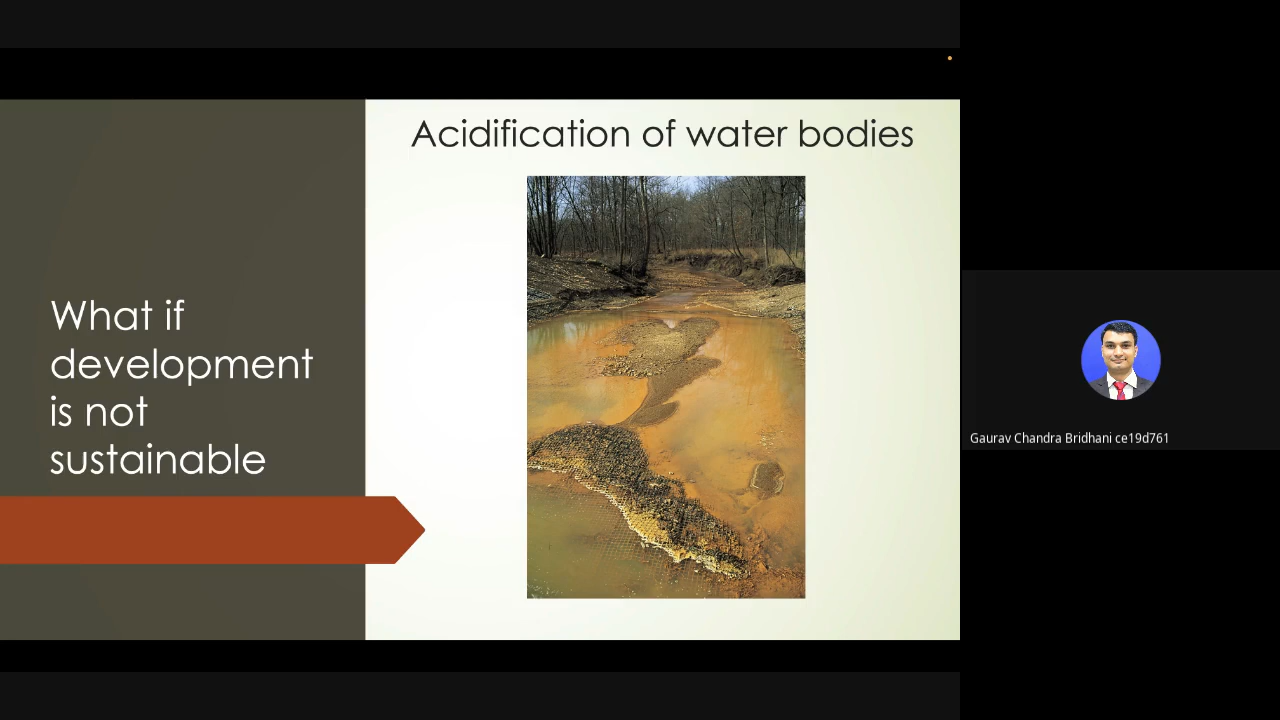 Acidification of water bodies
What if
development
is not
sustainable
Gaurav Chandra Bridhani ce19d761